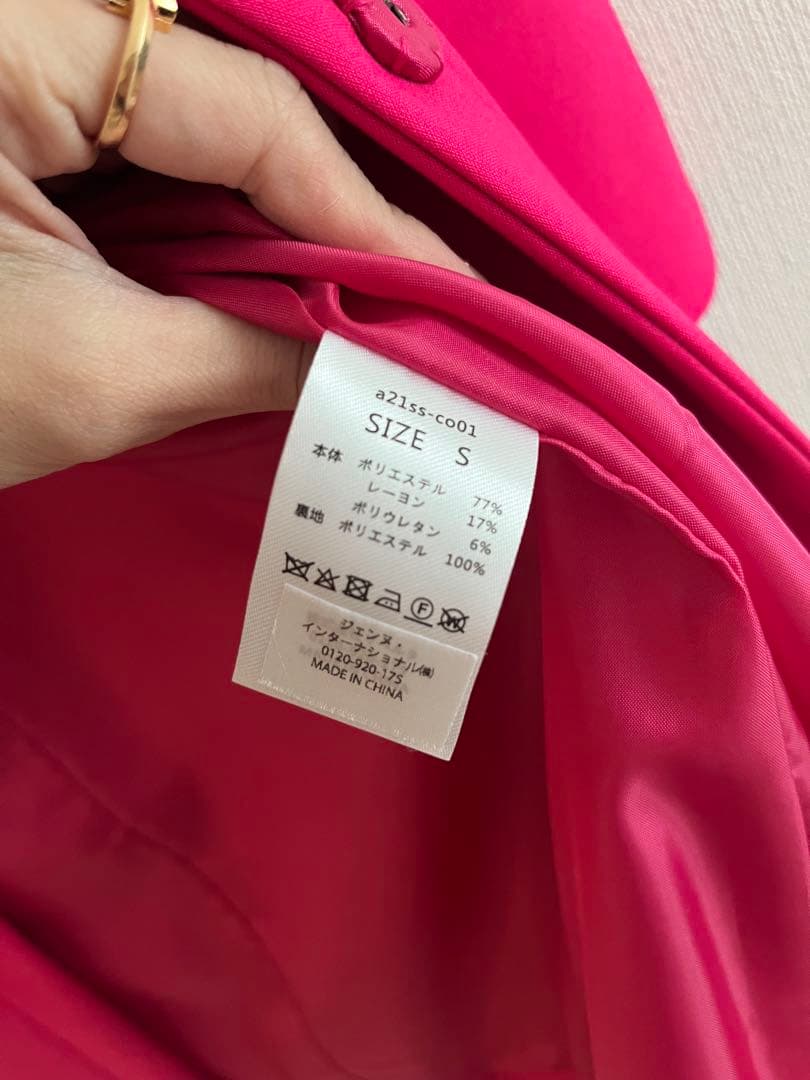 a21ss-co01
SIZE S
本体 ポリエステル 77%
レーヨン 17%
ポリウレタン 6%
裏地 ポリエステル 100%
F W
ジェンヌ・
インターナショナル(株)
0120-920-175
MADE IN CHINA